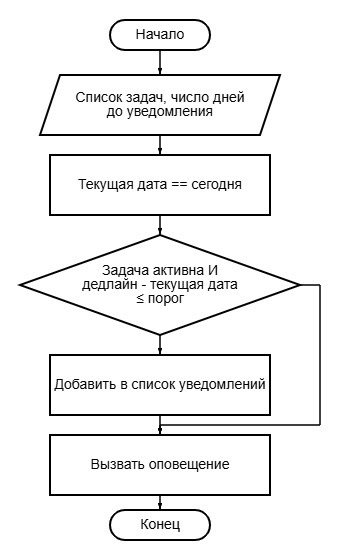 Начало
Список задач, число дней
до уведомления
Текущая дата == сегодня
Задача активна И
дедлайн - текущая дата
≤ порог
Добавить в список уведомлений
Вызвать оповещение
Конец